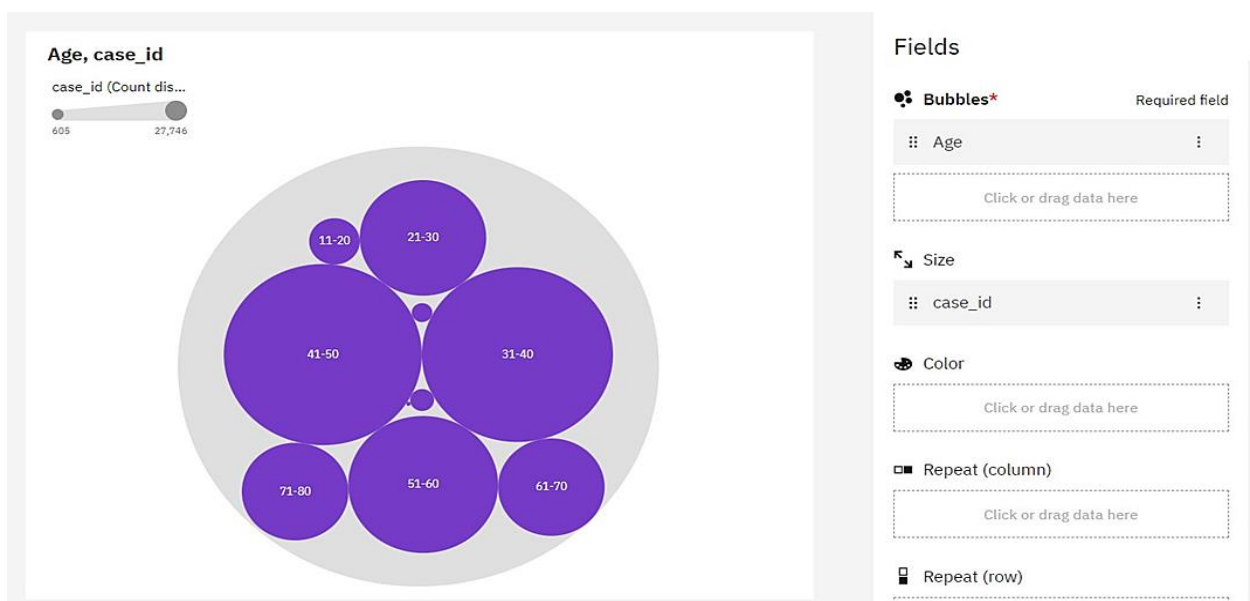 Age, case_id
case_id (Count dis...
605
27,746
11-20
21-30
41-50
31-40
71-80
51-60
61-70
Fields
Bubbles* Required field
Age
Click or drag data here
Size
case_id
Color
Click or drag data here
Repeat (column)
Click or drag data here
Repeat (row)